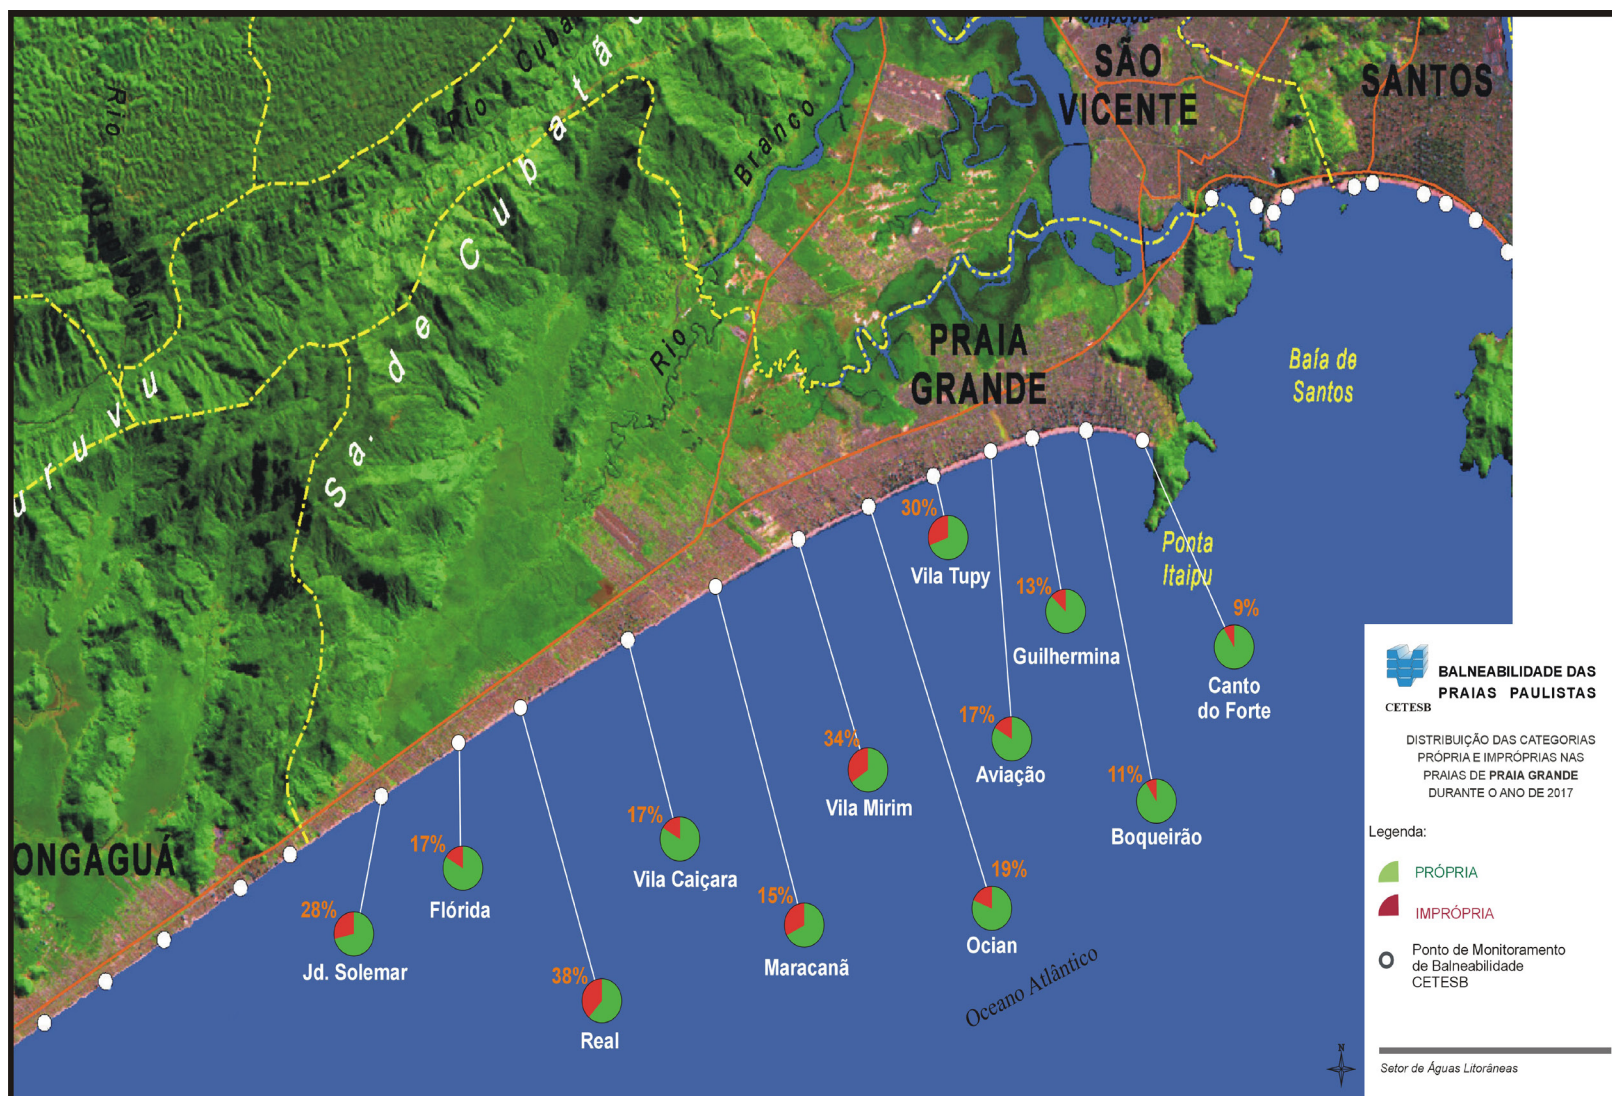 SÃO
VICENTE
SANTOS
Rio
Cuba
Rio
Branco
Rio
Sa. de Cubatã
uruvu
PRAIA
GRANDE
Baía de
Santos
Ponta
Itaipu
ONGAGUÁ
30%
Vila Tupy
13%
Guilhermina
9%
Canto
do Forte
17%
Aviação
11%
Boqueirão
34%
Vila Mirim
19%
Ocian
17%
Vila Caiçara
15%
Maracanã
17%
Flórida
28%
Jd. Solemar
38%
Real
Oceano Atlântico
N
CETESB
BALNEABILIDADE DAS
PRAIAS PAULISTAS
DISTRIBUIÇÃO DAS CATEGORIAS
PRÓPRIA E IMPRÓPRIAS NAS
PRAIAS DE PRAIA GRANDE
DURANTE O ANO DE 2017
Legenda:
PRÓPRIA
IMPRÓPRIA
Ponto de Monitoramento
de Balneabilidade
CETESB
Setor de Águas Litorâneas